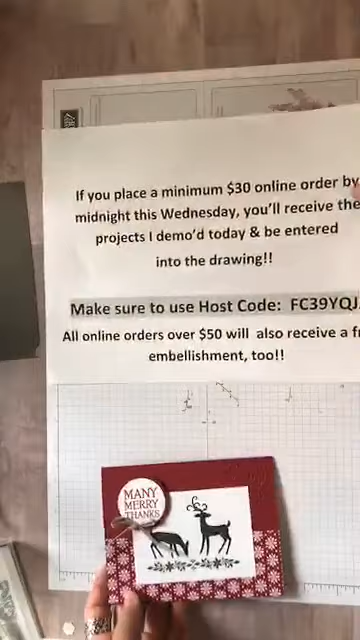 If you place a minimum $30 online order by
midnight this Wednesday, you'll receive the
projects I demo'd today & be entered
into the drawing!!
Make sure to use Host Code: FC39YQJ
All online orders over $50 will also receive a
embellishment, too!!
MANY
MERRY
THANKS